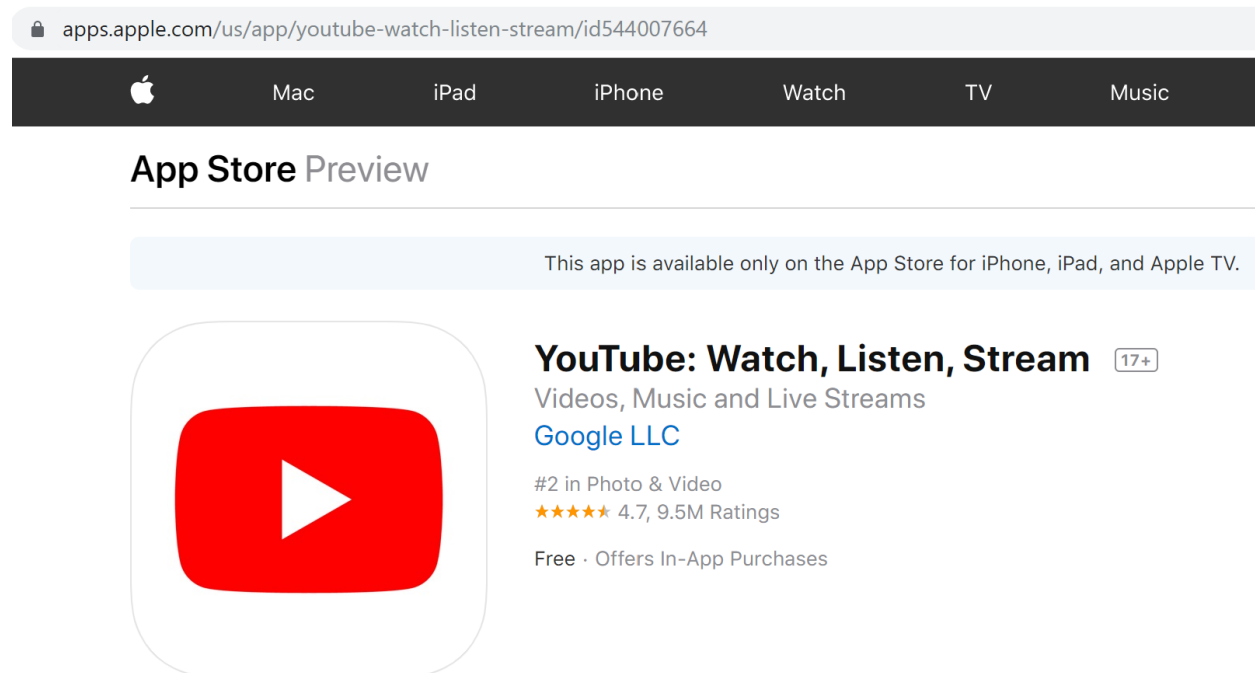 apps.apple.com/us/app/youtube-watch-listen-stream/id544007664
Mac iPad iPhone Watch TV Music
App Store Preview
This app is available only on the App Store for iPhone, iPad, and Apple TV.
YouTube: Watch, Listen, Stream 17+
Videos, Music and Live Streams
Google LLC
#2 in Photo & Video
★★★★★ 4.7, 9.5M Ratings
Free · Offers In-App Purchases